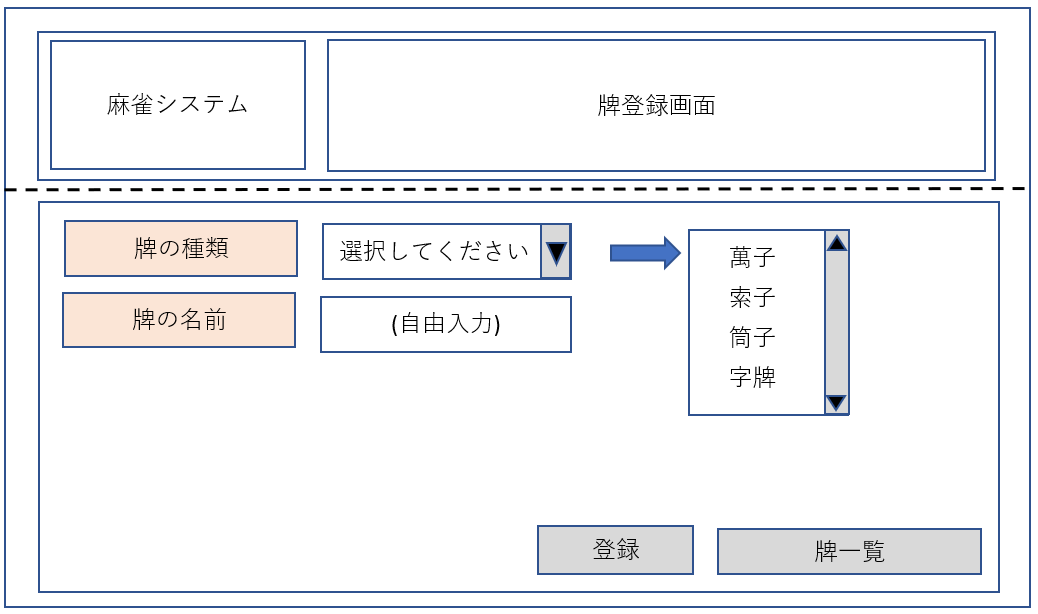 麻雀システム
牌登録画面
牌の種類
選択してください
萬子
索子
筒子
字牌
牌の名前
(自由入力)
登録
牌一覧